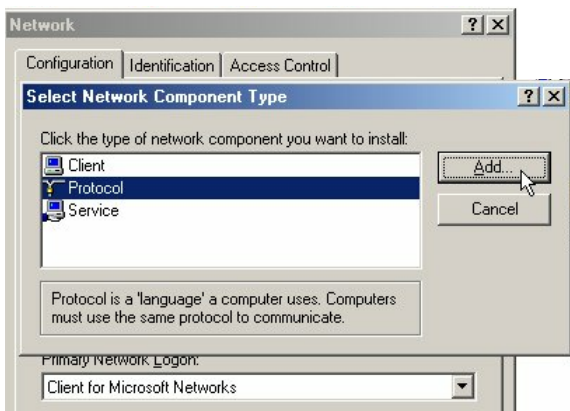 Network
Configuration Identification Access Control
Select Network Component Type
Click the type of network component you want to install:
Client
Protocol
Service
Add...
Cancel
Protocol is a 'language' a computer uses. Computers
must use the same protocol to communicate.
Primary Network Logon:
Client for Microsoft Networks